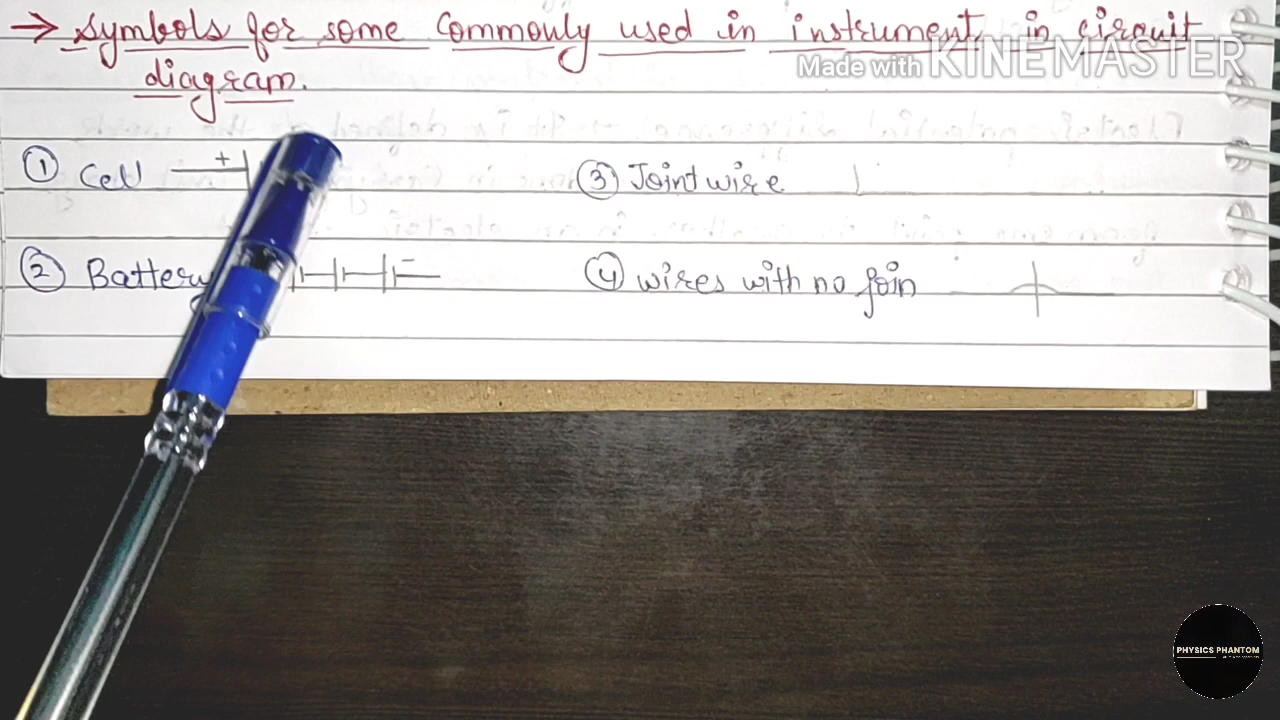 → Symbols for some commonly used in instrument in circuit
diagram.
Made with KINEMASTER
① Cell +
③ Joint wire
② Battery −
④ wires with no join
PHYSICS PHANTOM